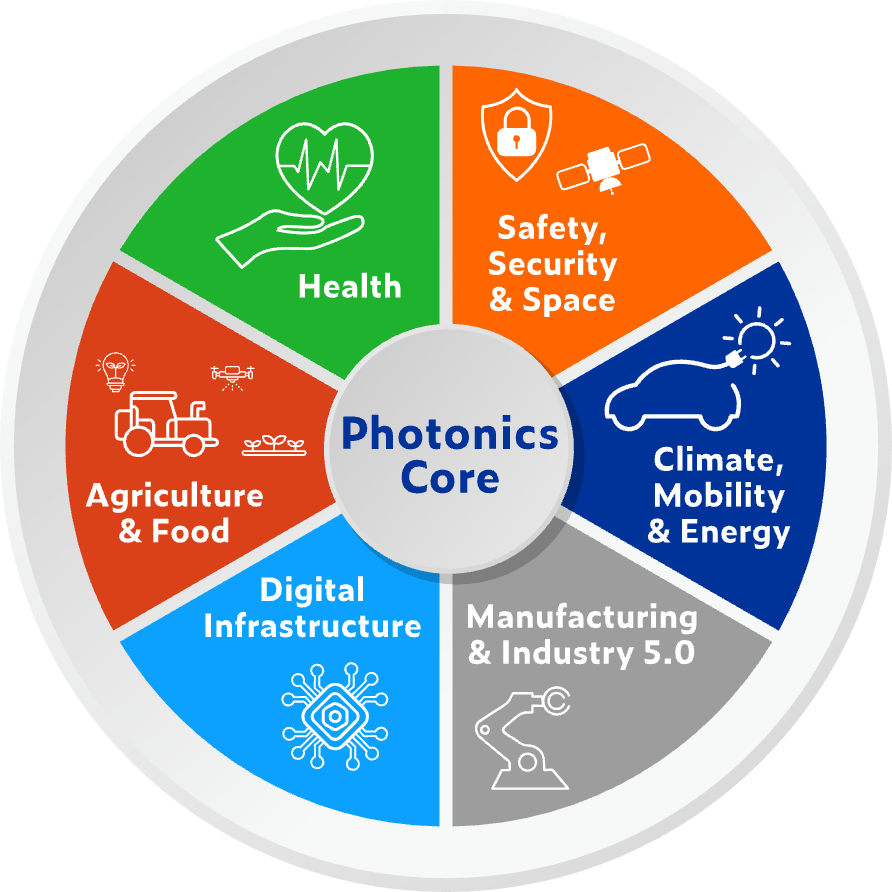 Health
Safety,
Security
& Space
Climate,
Mobility
& Energy
Manufacturing
& Industry 5.0
Digital
Infrastructure
Agriculture
& Food
Photonics
Core